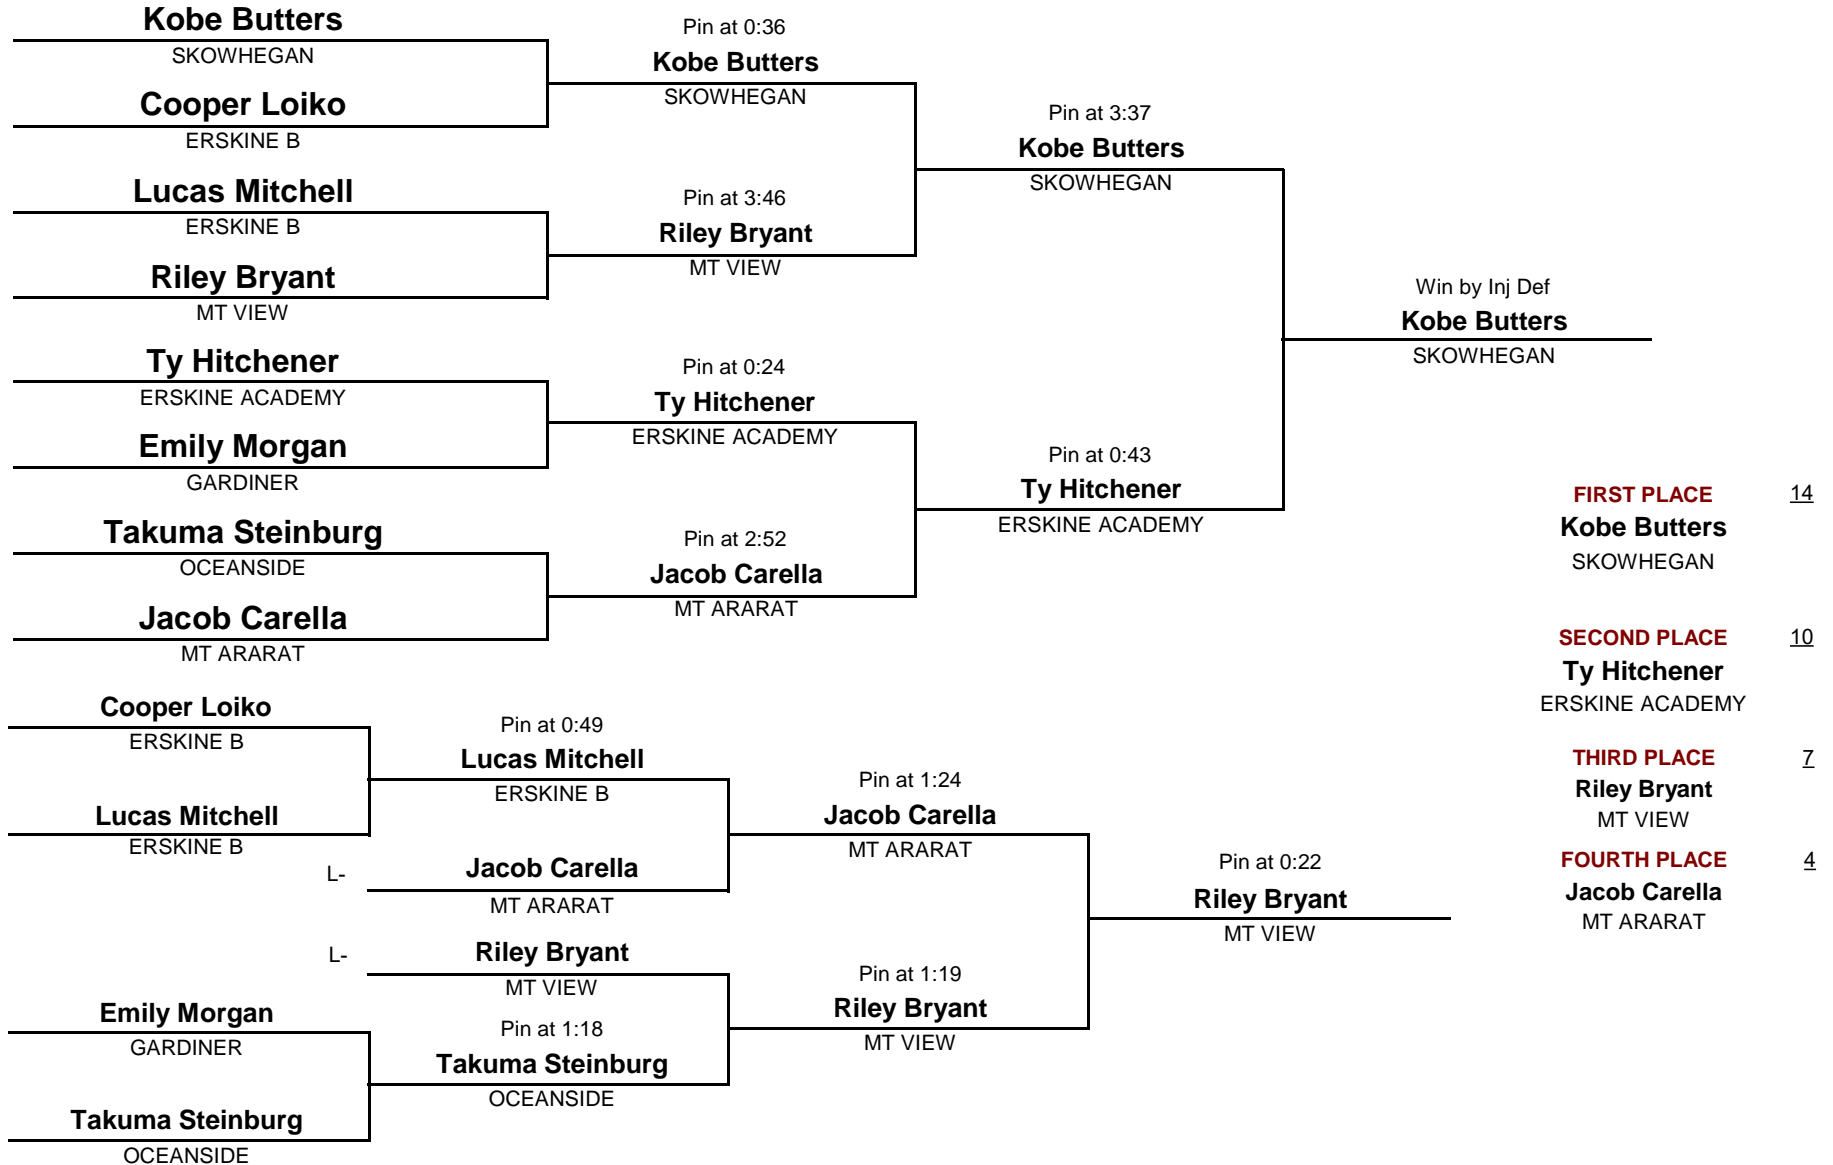 Kobe Butters
SKOWHEGAN
Cooper Loiko
ERSKINE B
Lucas Mitchell
ERSKINE B
Riley Bryant
MT VIEW
Ty Hitchener
ERSKINE ACADEMY
Emily Morgan
GARDINER
Takuma Steinburg
OCEANSIDE
Jacob Carella
MT ARARAT
Pin at 0:36
Kobe Butters
SKOWHEGAN
Pin at 3:46
Riley Bryant
MT VIEW
Pin at 0:24
Ty Hitchener
ERSKINE ACADEMY
Pin at 2:52
Jacob Carella
MT ARARAT
Pin at 3:37
Kobe Butters
SKOWHEGAN
Pin at 0:43
Ty Hitchener
ERSKINE ACADEMY
Win by Inj Def
Kobe Butters
SKOWHEGAN
FIRST PLACE 14
Kobe Butters
SKOWHEGAN
SECOND PLACE 10
Ty Hitchener
ERSKINE ACADEMY
THIRD PLACE 7
Riley Bryant
MT VIEW
FOURTH PLACE 4
Jacob Carella
MT ARARAT
Cooper Loiko
ERSKINE B
Lucas Mitchell
ERSKINE B
Emily Morgan
GARDINER
Takuma Steinburg
OCEANSIDE
Pin at 0:49
Lucas Mitchell
ERSKINE B
L- Jacob Carella
MT ARARAT
L- Riley Bryant
MT VIEW
Pin at 1:18
Takuma Steinburg
OCEANSIDE
Pin at 1:24
Jacob Carella
MT ARARAT
Pin at 1:19
Riley Bryant
MT VIEW
Pin at 0:22
Riley Bryant
MT VIEW